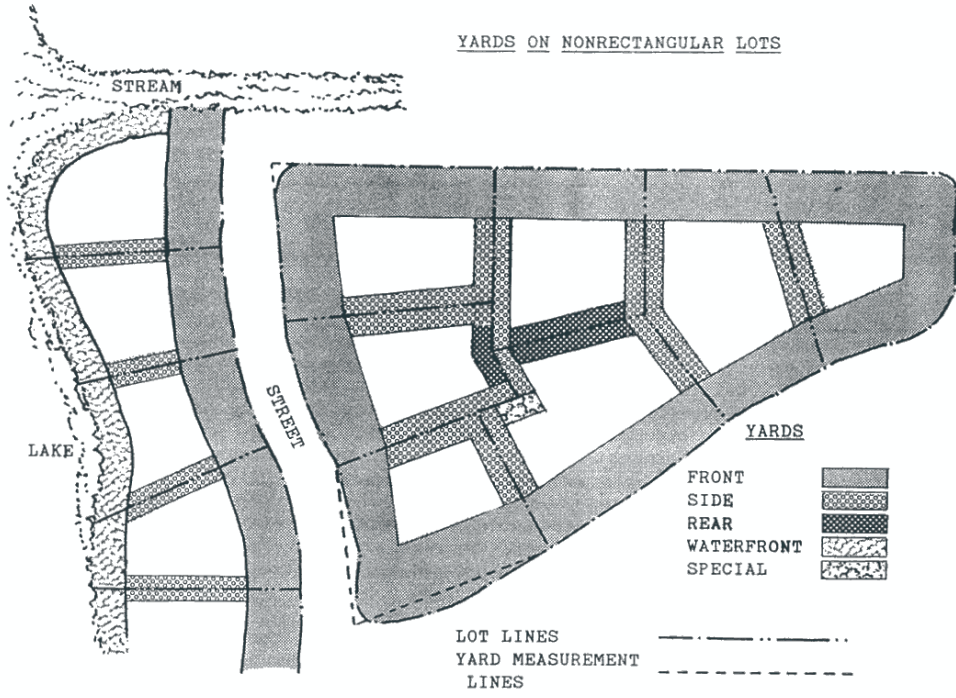 YARDS ON NONRECTANGULAR LOTS
STREAM
STREET
LAKE
YARDS
FRONT
SIDE
REAR
WATERFRONT
SPECIAL
LOT LINES
YARD MEASUREMENT
LINES